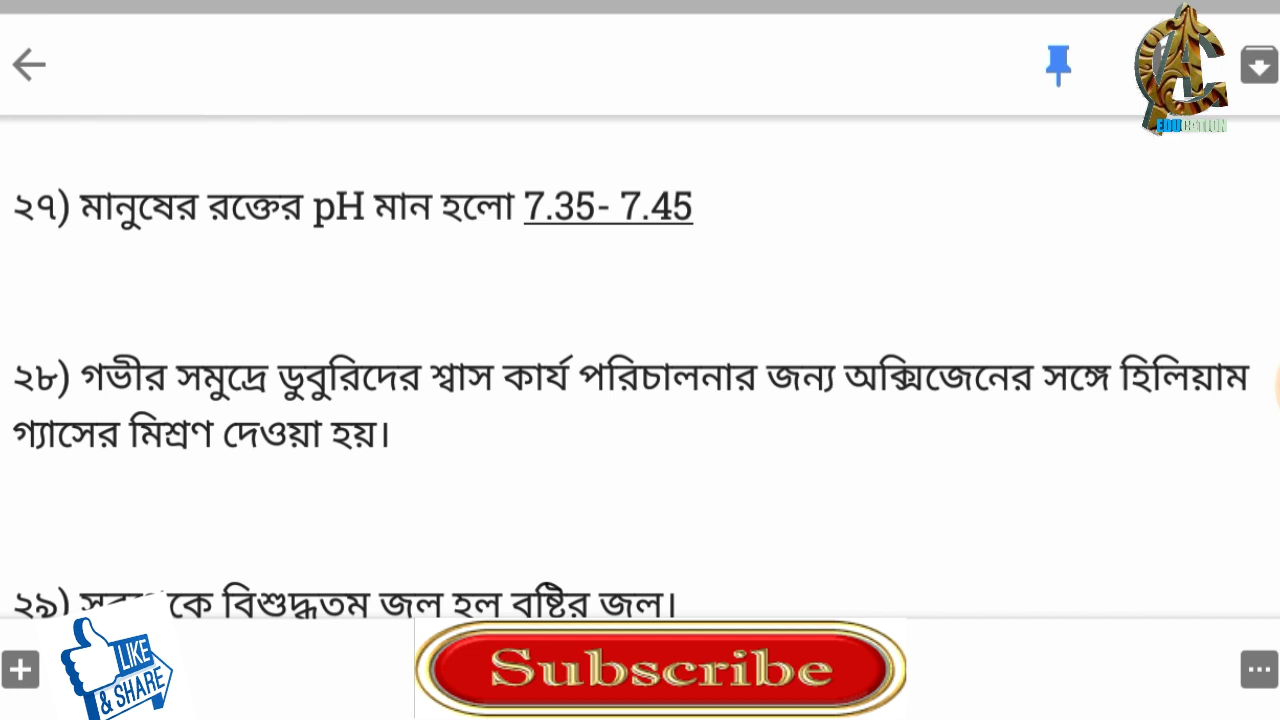 EDUCATION
২৭) মানুষের রক্তের pH মান হলো 7.35- 7.45
২৮) গভীর সমুদ্রে ডুবুরিদের শ্বাস কার্য পরিচালনার জন্য অক্সিজেনের সঙ্গে হিলিয়াম
গ্যাসের মিশ্রণ দেওয়া হয়।
২৯) বিশুদ্ধতম জল হল বৃষ্টির জল।
LIKE
& SHARE
Subscribe